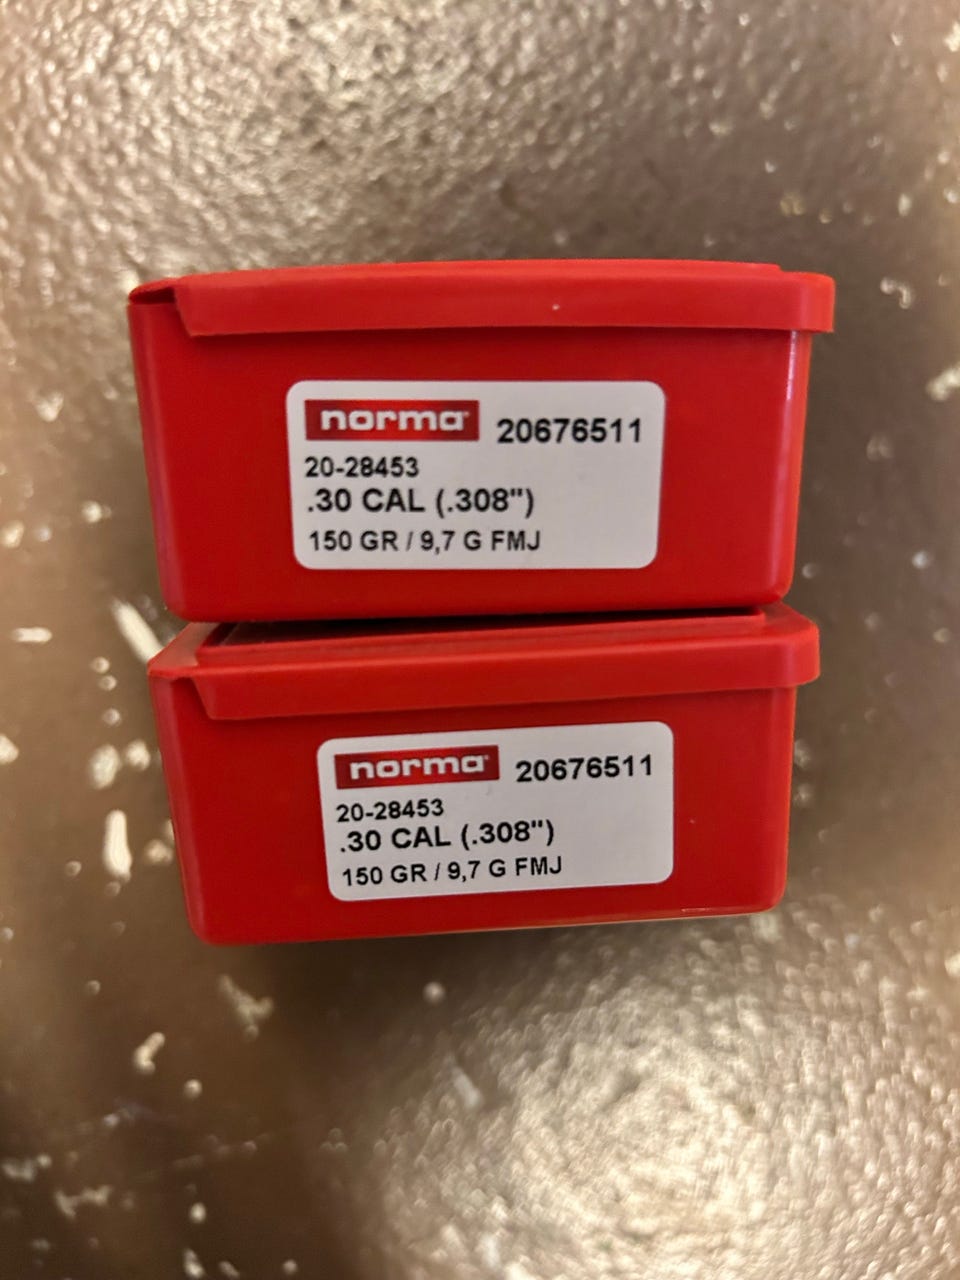 norma® 20676511
20-28453
.30 CAL (.308")
150 GR / 9,7 G FMJ
norma® 20676511
20-28453
.30 CAL (.308")
150 GR / 9,7 G FMJ